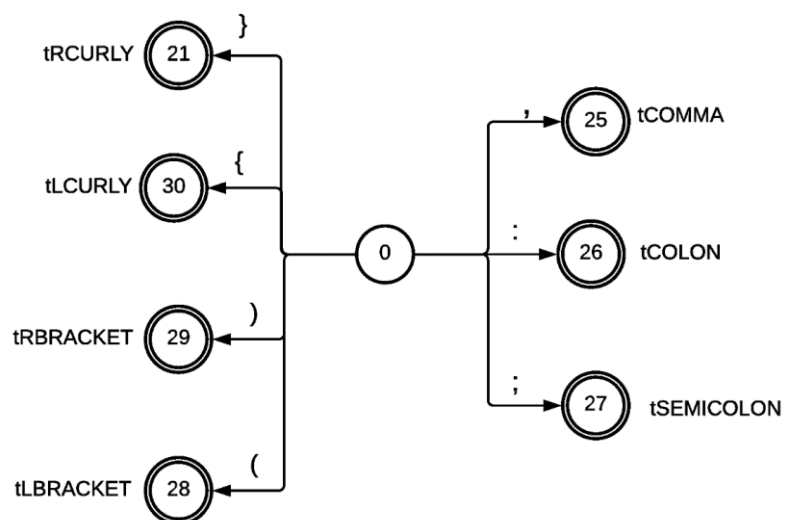 }
tRCURLY 21
{
tLCURLY 30
)
tRBRACKET 29
(
tLBRACKET 28
0
,
25 tCOMMA
:
26 tCOLON
;
27 tSEMICOLON